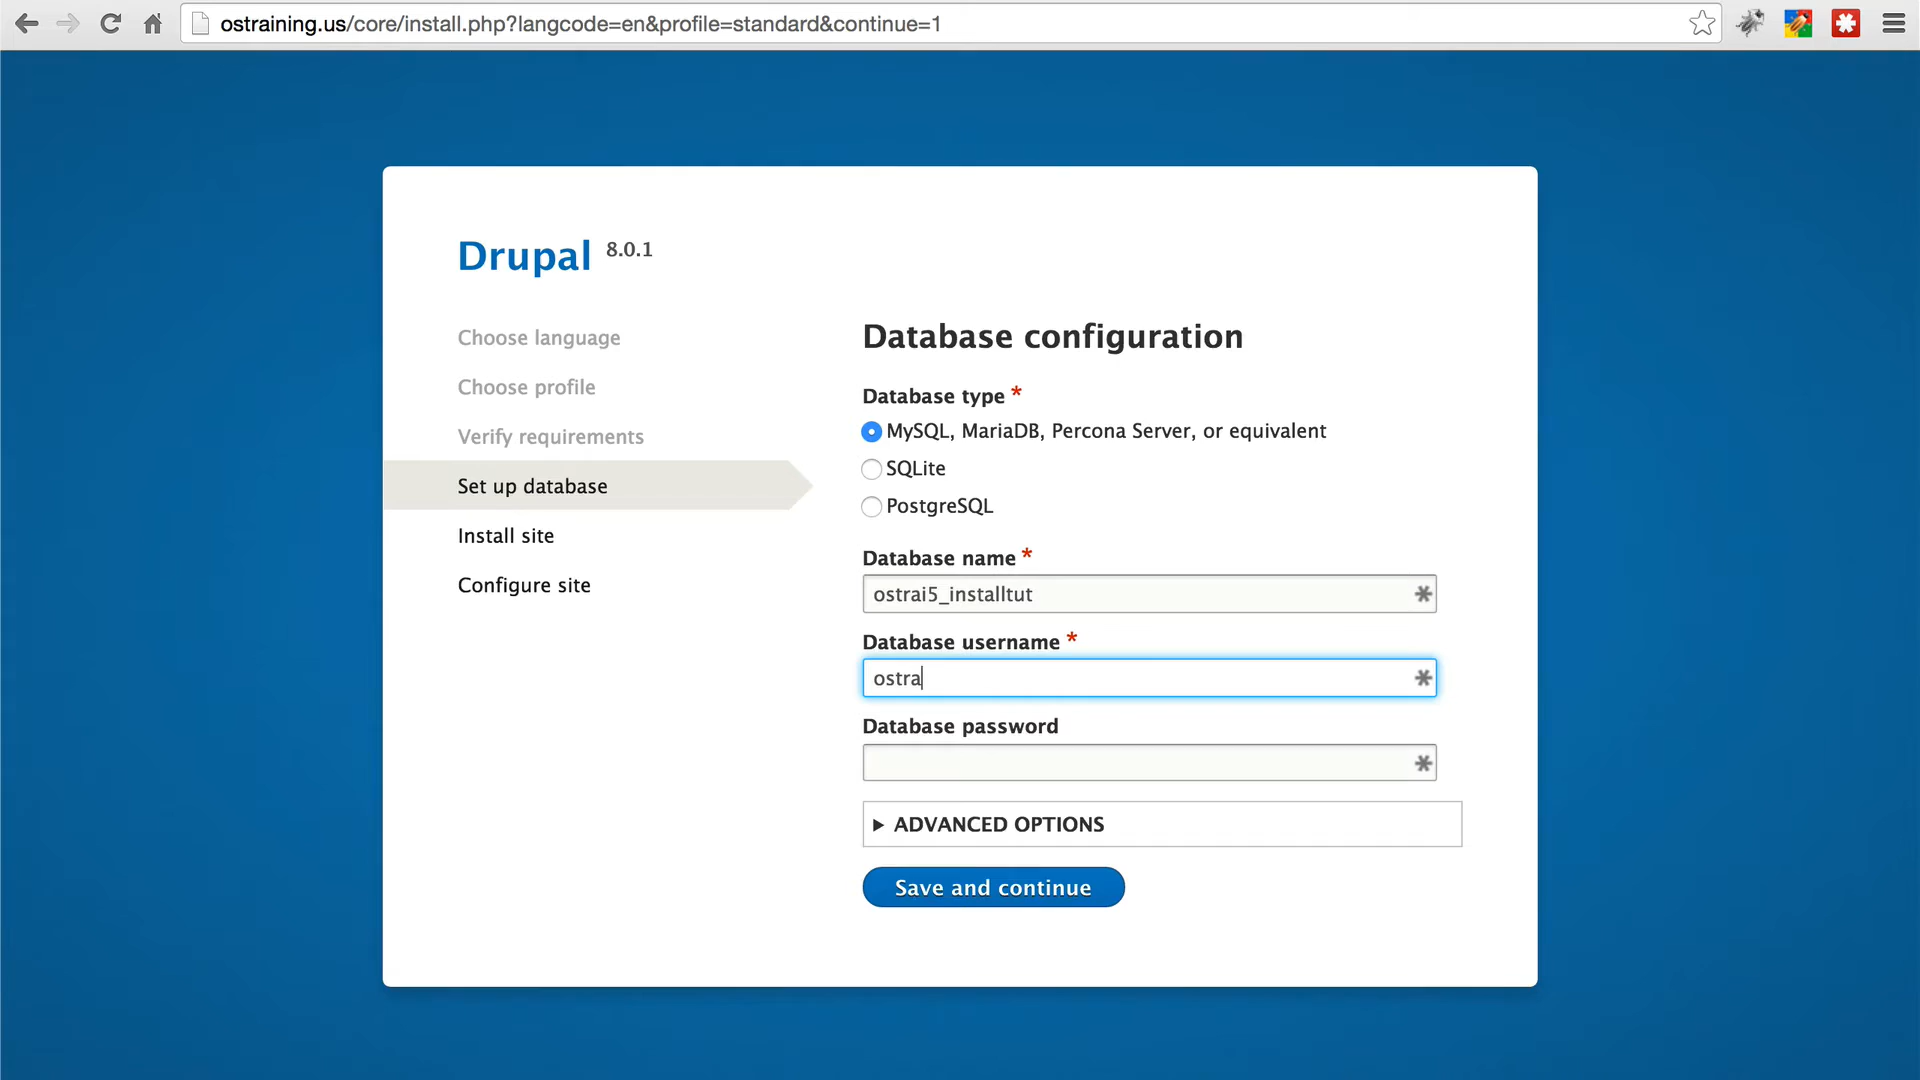 ostraining.us/core/install.php?langcode=en&profile=standard&continue=1
Drupal 8.0.1
Choose language
Choose profile
Verify requirements
Set up database
Install site
Configure site
Database configuration
Database type *
MySQL, MariaDB, Percona Server, or equivalent
SQLite
PostgreSQL
Database name *
ostrai5_installtut
Database username *
ostra
Database password
ADVANCED OPTIONS
Save and continue